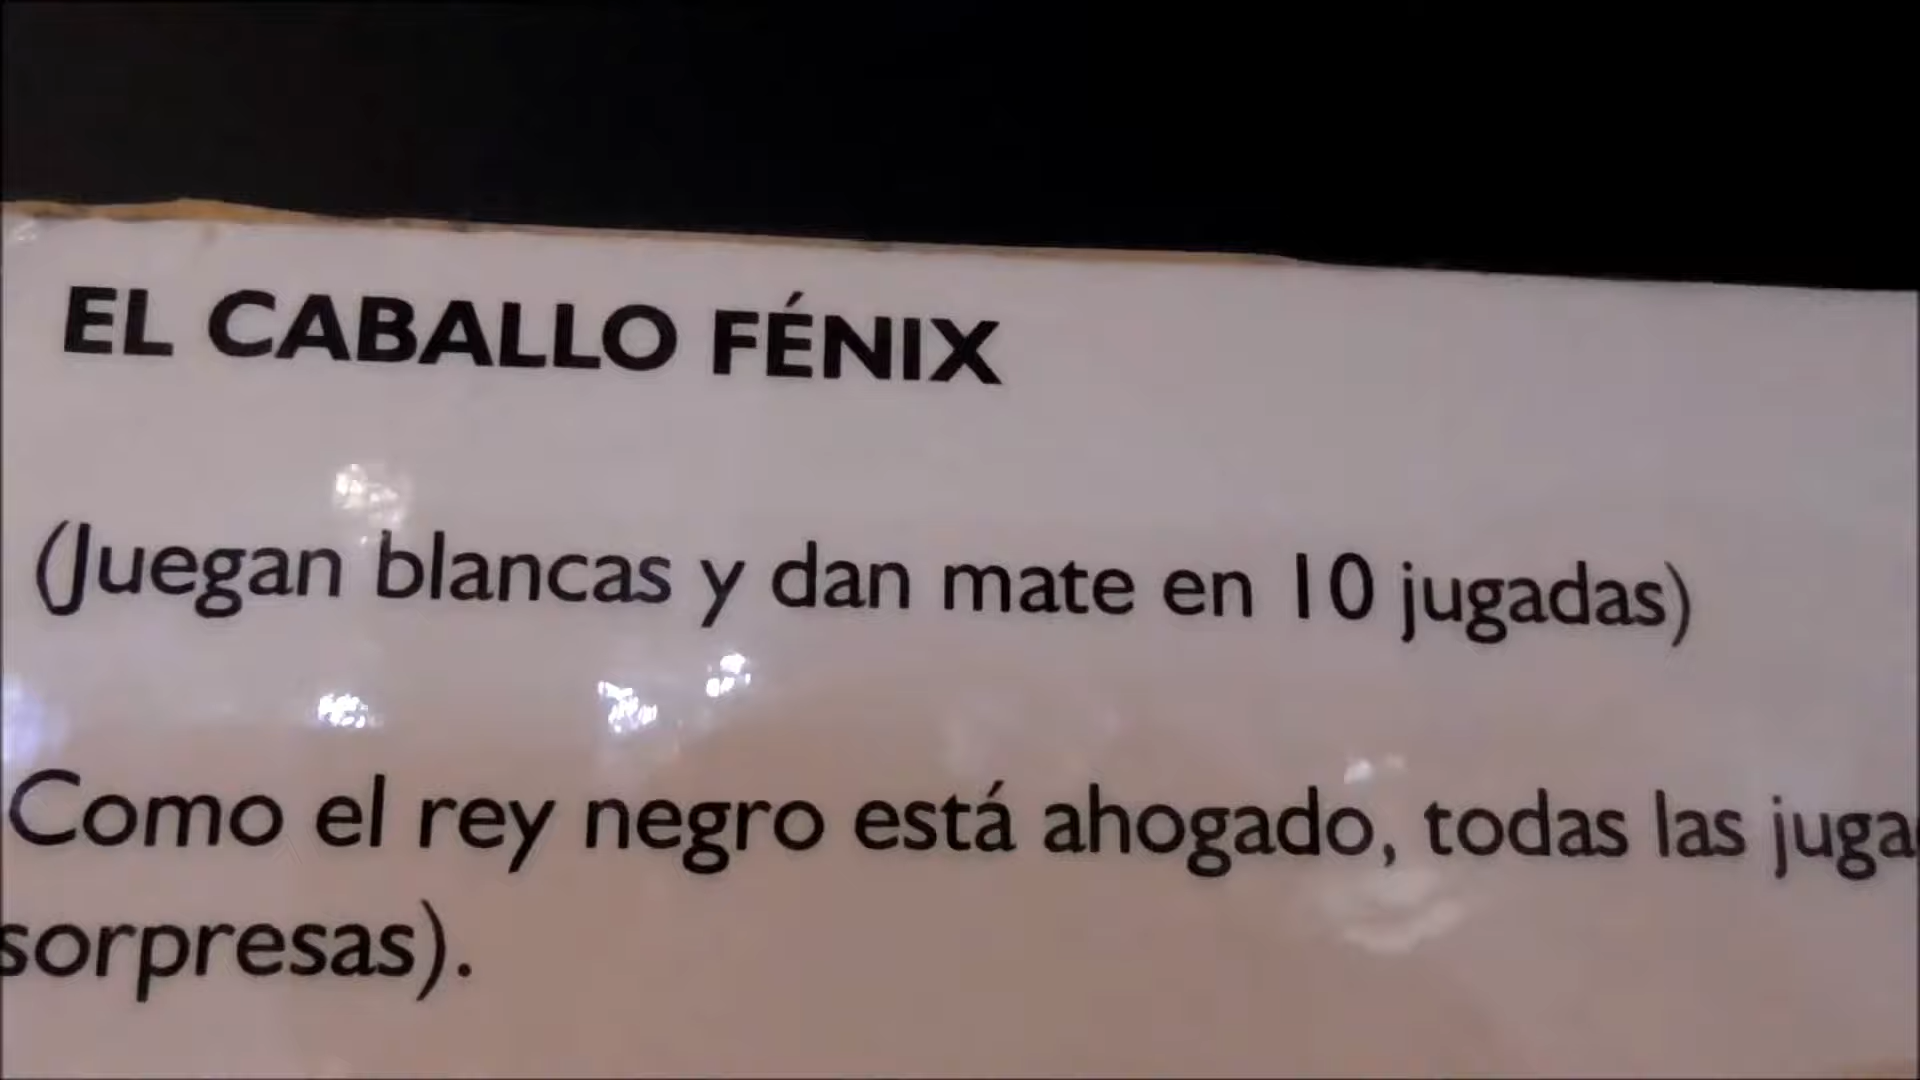 EL CABALLO FÉNIX
(Juegan blancas y dan mate en 10 jugadas)
Como el rey negro está ahogado, todas las juga
sorpresas).